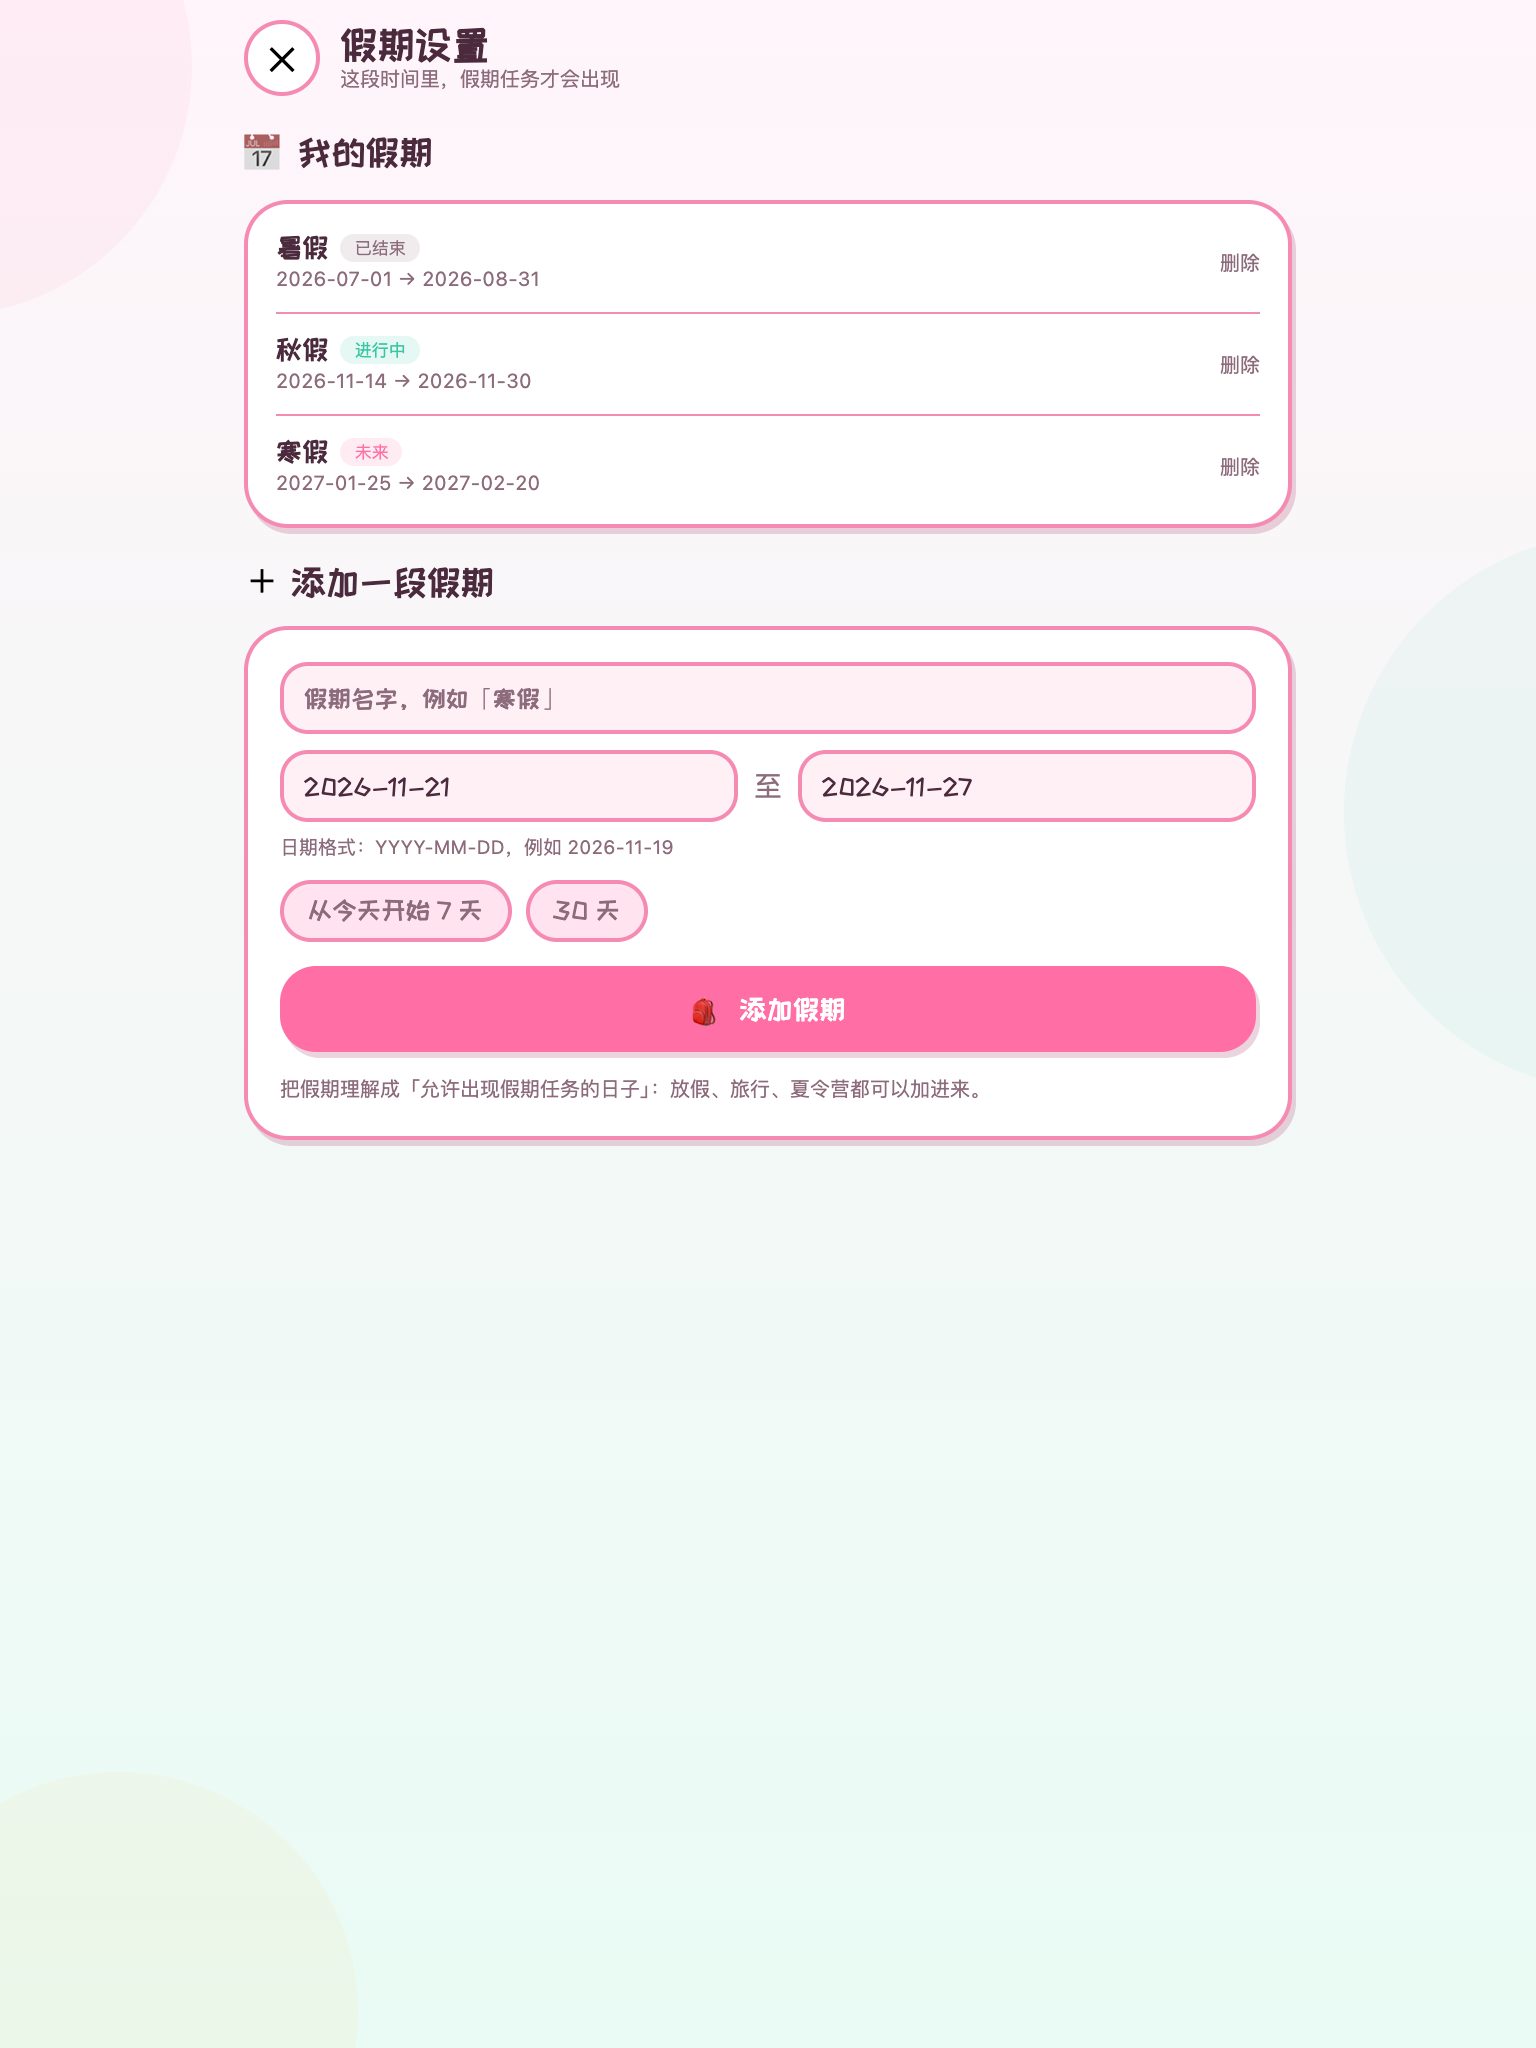 假期设置
这段时间里，假期任务才会出现
JUL 17 我的假期
暑假 已结束
2026-07-01 → 2026-08-31
删除
秋假 进行中
2026-11-14 → 2026-11-30
删除
寒假 未来
2027-01-25 → 2027-02-20
删除
+ 添加一段假期
假期名字，例如「寒假」
2026-11-21 至 2026-11-27
日期格式：YYYY-MM-DD，例如 2026-11-19
从今天开始 7 天 30 天
添加假期
把假期理解成「允许出现假期任务的日子」：放假、旅行、夏令营都可以加进来。